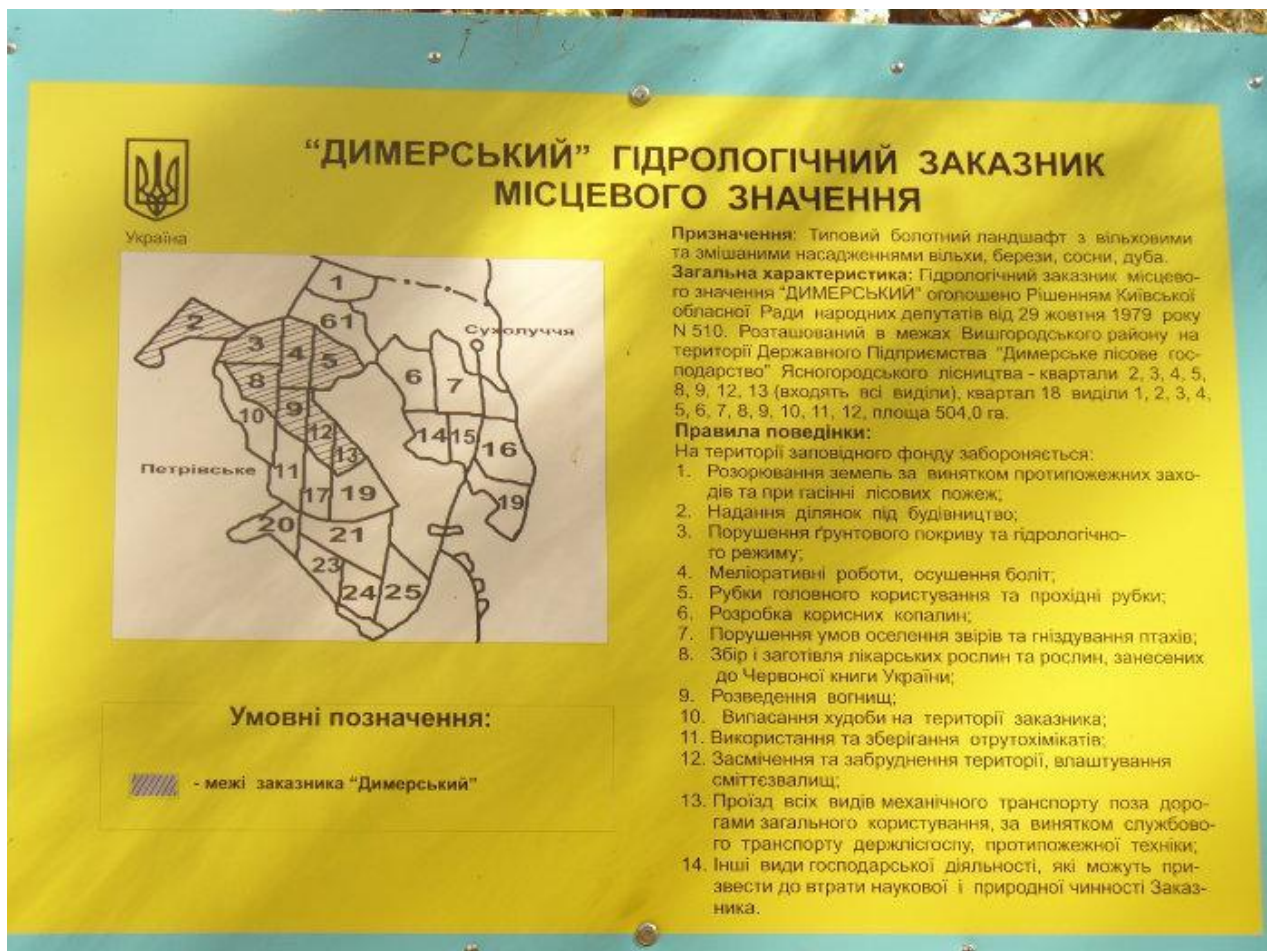 “ДИМЕРСЬКИЙ” ГІДРОЛОГІЧНИЙ ЗАКАЗНИК
МІСЦЕВОГО ЗНАЧЕННЯ
Україна
1
61
Сухолуччя
2
3
4
5
6
7
8
9
10
12
13
14
15
16
Петрівське
11
17
19
19
20
21
23
24
25
Умовні позначення:
- межі заказника “Димерський”
Призначення: Типовий болотний ландшафт з вільховими
та змішаними насадженнями вільхи, берези, сосни, дуба.
Загальна характеристика: Гідрологічний заказник місцево-
го значення “ДИМЕРСЬКИЙ” оголошено Рішенням Київської
обласної Ради народних депутатів від 29 жовтня 1979 року
N 510. Розташований в межах Вишгородського району на
території Державного Підприємства “Димерське лісове гос-
подарство” Ясногородського лісництва - квартали 2, 3, 4, 5,
8, 9, 12, 13 (входять всі виділи), квартал 18 виділи 1, 2, 3, 4,
5, 6, 7, 8, 9, 10, 11, 12, площа 504,0 га.
Правила поведінки:
На території заповідного фонду забороняється:
1. Розорювання земель за винятком протипожежних захо-
дів та при гасінні лісових пожеж;
2. Надання ділянок під будівництво;
3. Порушення ґрунтового покриву та гідрологічно-
го режиму;
4. Меліоративні роботи, осушення боліт;
5. Рубки головного користування та прохідні рубки;
6. Розробка корисних копалин;
7. Порушення умов оселення звірів та гніздування птахів;
8. Збір і заготівля лікарських рослин та рослин, занесених
до Червоної книги України;
9. Розведення вогнищ;
10. Випасання худоби на території заказника;
11. Використання та зберігання отрутохімікатів;
12. Засмічення та забруднення території, влаштування
сміттєзвалищ;
13. Проїзд всіх видів механічного транспорту поза доро-
гами загального користування, за винятком службово-
го транспорту держлісгоспу, протипожежної техніки;
14. Інші види господарської діяльності, які можуть при-
звести до втрати наукової і природної чинності Заказ-
ника.